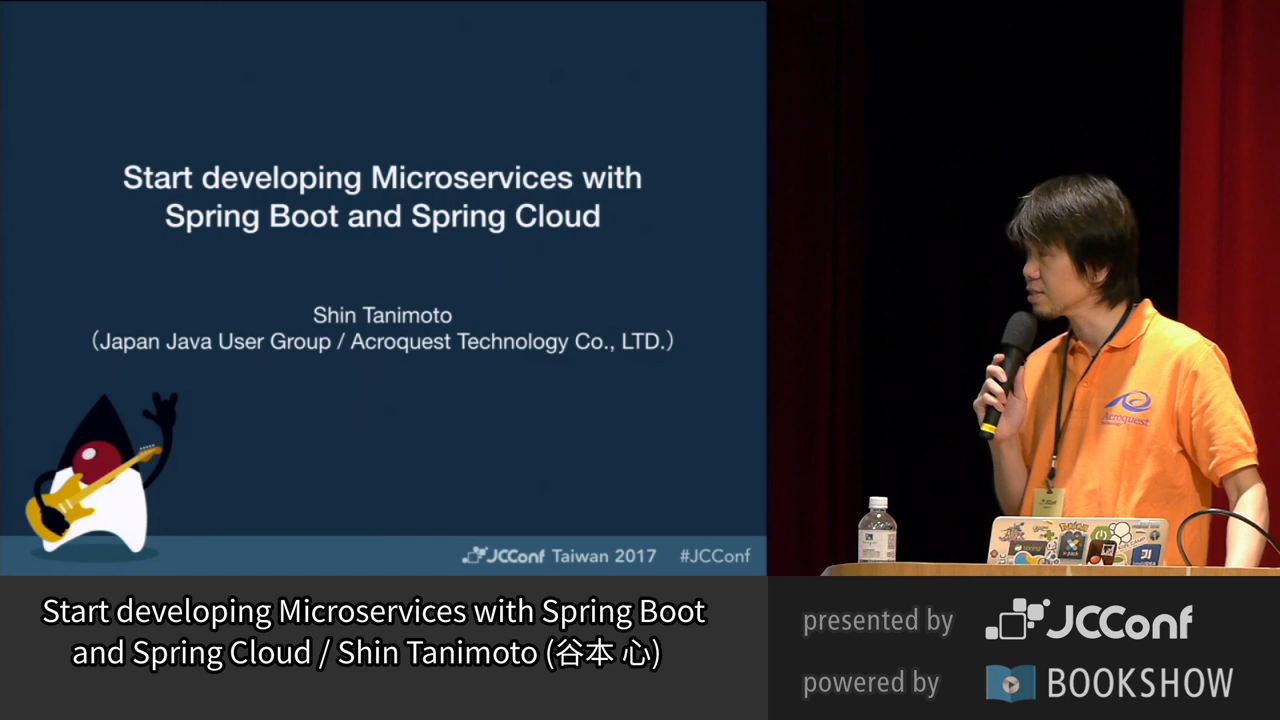 Start developing Microservices with
Spring Boot and Spring Cloud
Shin Tanimoto
（Japan Java User Group / Acroquest Technology Co., LTD.）
JCConf Taiwan 2017 #JCConf
Acroquest
spring
Start developing Microservices with Spring Boot
and Spring Cloud / Shin Tanimoto (谷本 心)
presented by JCConf
powered by BOOKSHOW